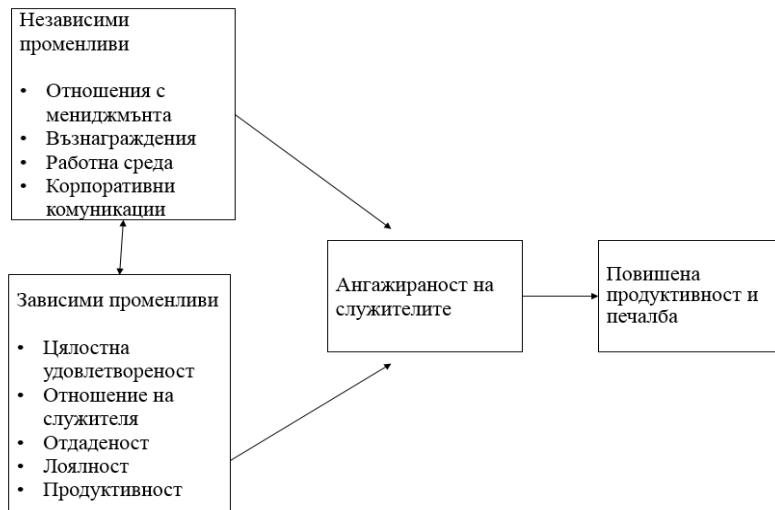 Независими
променливи
• Отношения с
мениджмънта
• Възнаграждения
• Работна среда
• Корпоративни
комуникации
Зависими променливи
• Цялостна
удовлетвореност
• Отношение на
служителя
• Отдаденост
• Лоялност
• Продуктивност
Ангажираност на
служителите
Повишена
продуктивност и
печалба